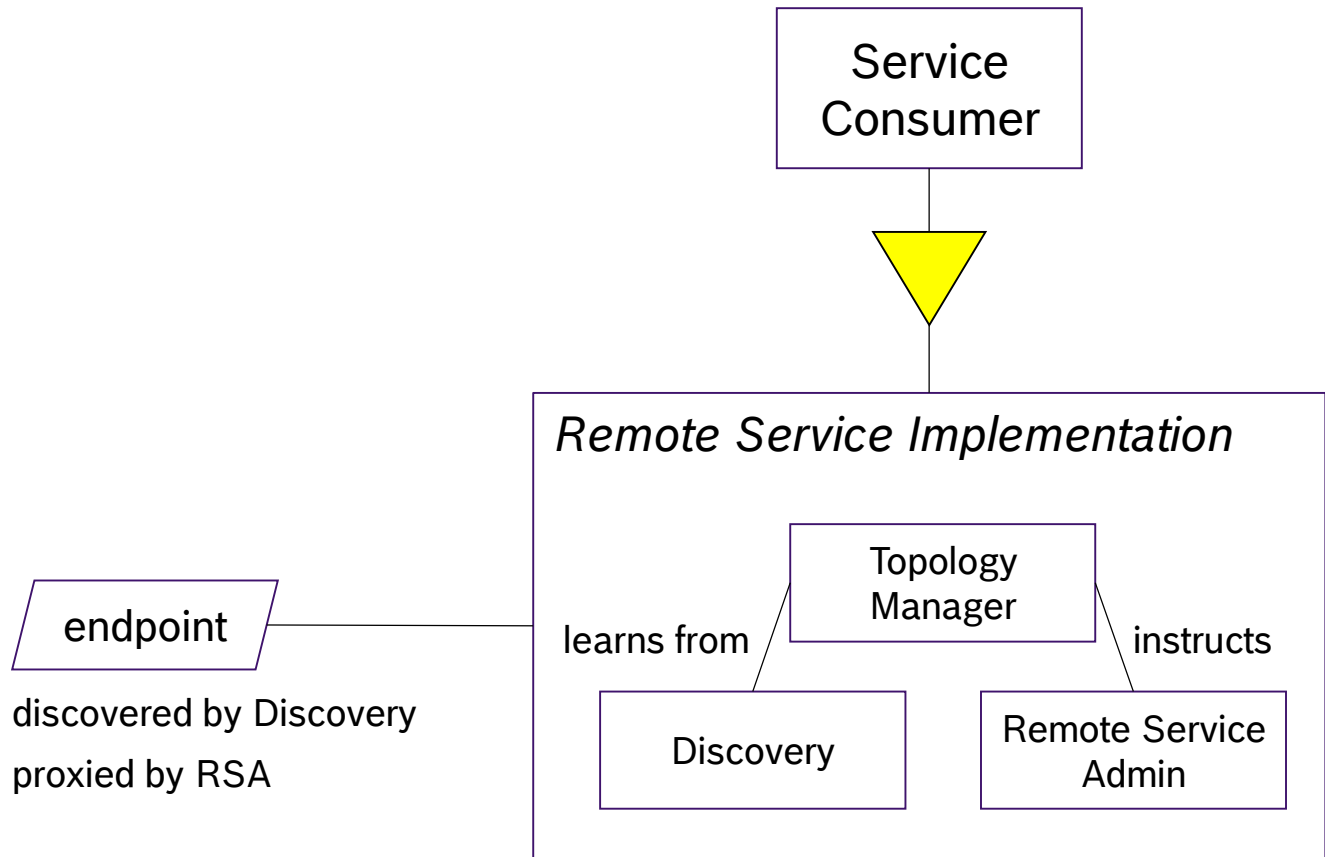 Service
Consumer
Remote Service Implementation
Topology
Manager
learns from
instructs
endpoint
discovered by Discovery
proxied by RSA
Discovery
Remote Service
Admin